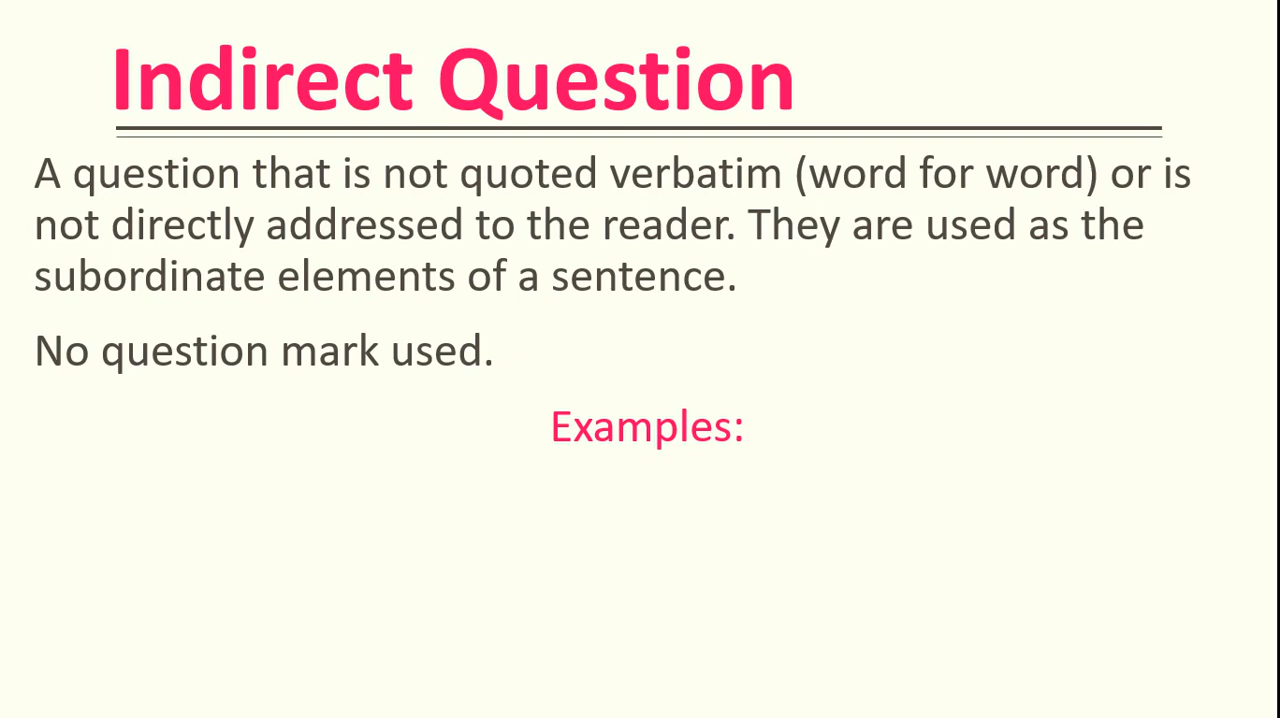 Indirect Question
A question that is not quoted verbatim (word for word) or is
not directly addressed to the reader. They are used as the
subordinate elements of a sentence.
No question mark used.
Examples: